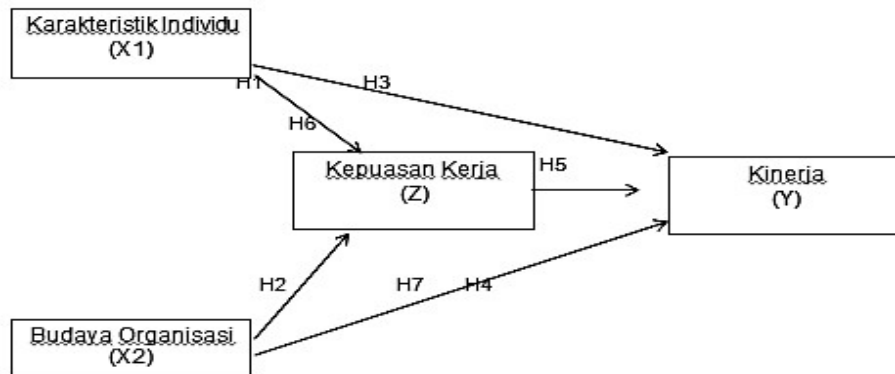 Karakteristik Individu
(X1)
H1
H3
H6
Kepuasan Kerja
(Z)
H5
Kinerja
(Y)
H2
H7
H4
Budaya Organisasi
(X2)